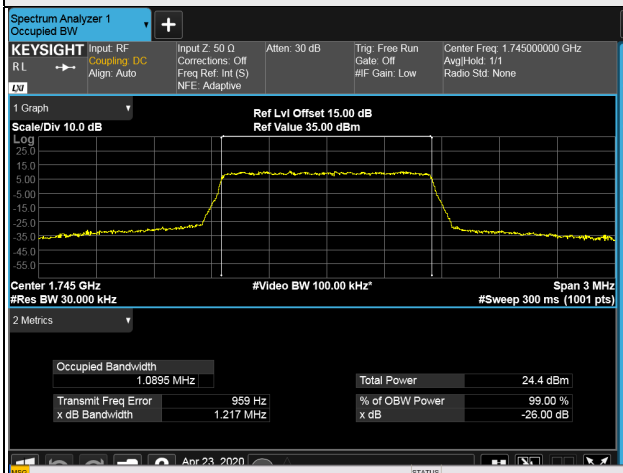 Spectrum Analyzer 1
Occupied BW
+
KEYSIGHT Input: RF Input Z: 50 Ω Atten: 30 dB Trig: Free Run Center Freq: 1.745000000 GHz
RL Coupling: DC Corrections: Off Gate: Off Avg|Hold: 1/1
Align: Auto Freq Ref: Int (S) #IF Gain: Low Radio Std: None
LXI NFE: Adaptive
1 Graph
Ref Lvl Offset 15.00 dB
Scale/Div 10.0 dB Ref Value 35.00 dBm
Log
25.0
15.0
5.00
-5.00
-15.0
-25.0
-35.0
-45.0
-55.0
Center 1.745 GHz #Video BW 100.00 kHz* Span 3 MHz
#Res BW 30.000 kHz #Sweep 300 ms (1001 pts)
2 Metrics
Occupied Bandwidth
1.0895 MHz Total Power 24.4 dBm
Transmit Freq Error 959 Hz % of OBW Power 99.00 %
x dB Bandwidth 1.217 MHz x dB -26.00 dB
Apr 23, 2020
MSG STATUS